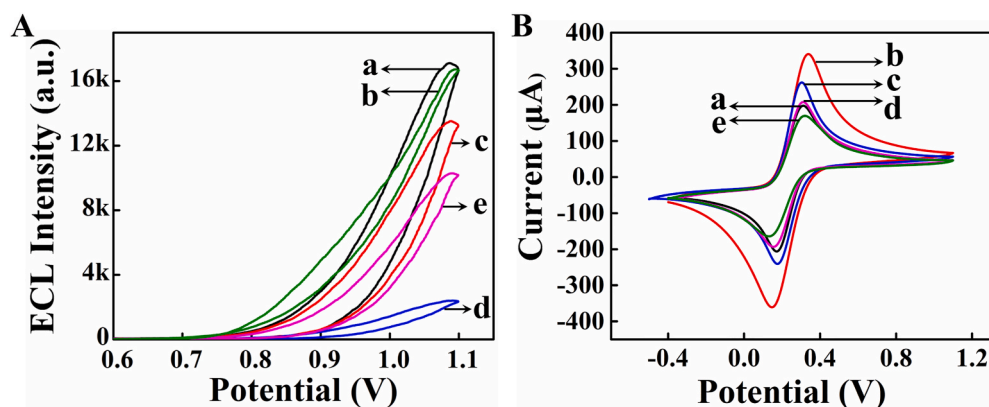 A
ECL Intensity (a.u.)
16k
12k
8k
4k
0
a
b
c
e
d
0.6
0.7
0.8
0.9
1.0
1.1
Potential (V)
B
Current (μA)
400
300
200
100
0.0
-100
-200
-300
-400
b
c
a
d
e
-0.4
0.0
0.4
0.8
1.2
Potential (V)